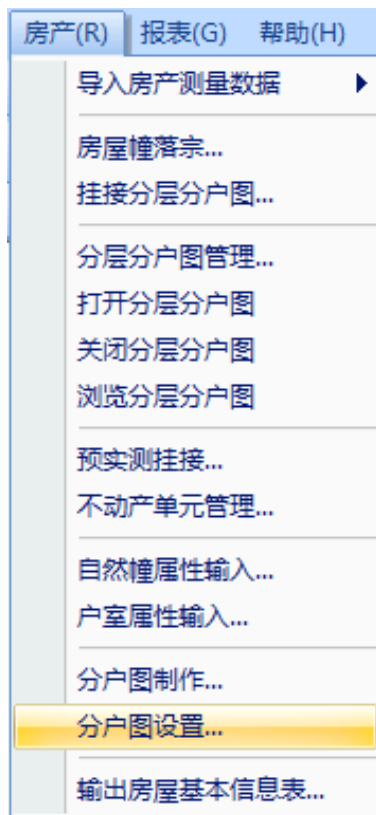 房产(R) 报表(G) 帮助(H)
导入房产测量数据
房屋幢落宗...
挂接分层分户图...
分层分户图管理...
打开分层分户图
关闭分层分户图
浏览分层分户图
预实测挂接...
不动产单元管理...
自然幢属性输入...
户室属性输入...
分户图制作...
分户图设置...
输出房屋基本信息表...